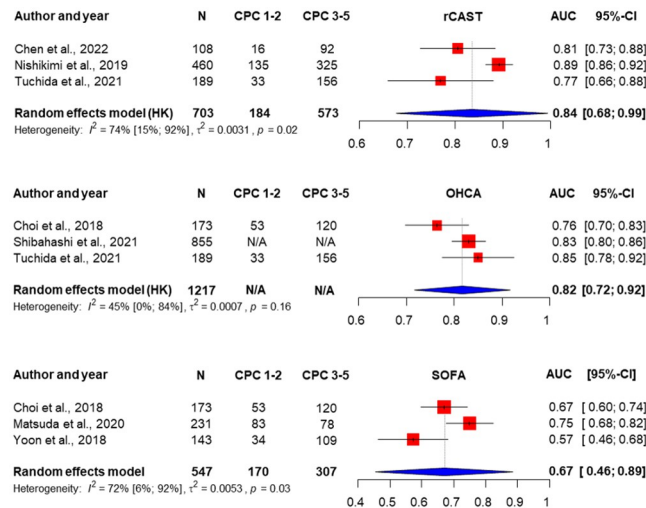 Author and year N CPC 1-2 CPC 3-5 rCAST AUC 95%-CI
Chen et al., 2022 108 16 92 0.81 [0.73; 0.88]
Nishikimi et al., 2019 460 135 325 0.89 [0.86; 0.92]
Tuchida et al., 2021 189 33 156 0.77 [0.66; 0.88]
Random effects model (HK) 703 184 573 0.84 [0.68; 0.99]
Heterogeneity: I² = 74% [15%; 92%], τ² = 0.0031, p = 0.02
0.6 0.7 0.8 0.9 1
Author and year N CPC 1-2 CPC 3-5 OHCA AUC 95%-CI
Choi et al., 2018 173 53 120 0.76 [0.70; 0.83]
Shibahashi et al., 2021 855 N/A N/A 0.83 [0.80; 0.86]
Tuchida et al., 2021 189 33 156 0.85 [0.78; 0.92]
Random effects model (HK) 1217 N/A N/A 0.82 [0.72; 0.92]
Heterogeneity: I² = 45% [0%; 84%], τ² = 0.0007, p = 0.16
0.6 0.7 0.8 0.9 1
Author and year N CPC 1-2 CPC 3-5 SOFA AUC [95%-CI]
Choi et al., 2018 173 53 120 0.67 [0.60; 0.74]
Matsuda et al., 2020 231 83 78 0.75 [0.68; 0.82]
Yoon et al., 2018 143 34 109 0.57 [0.46; 0.68]
Random effects model 547 170 307 0.67 [0.46; 0.89]
Heterogeneity: I² = 72% [6%; 92%], τ² = 0.0053, p = 0.03
0.4 0.5 0.6 0.7 0.8 0.9 1